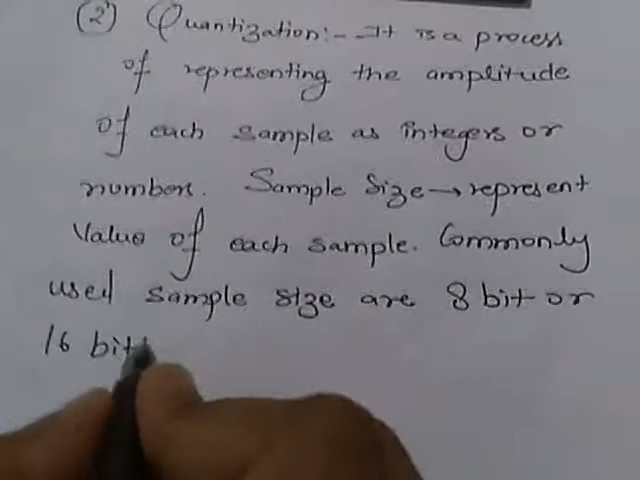 (2) Quantization:- It is a process
of representing the amplitude
of each sample as integers or
numbers. Sample Size → represent
Value of each sample. Commonly
used sample size are 8 bit or
16 bit